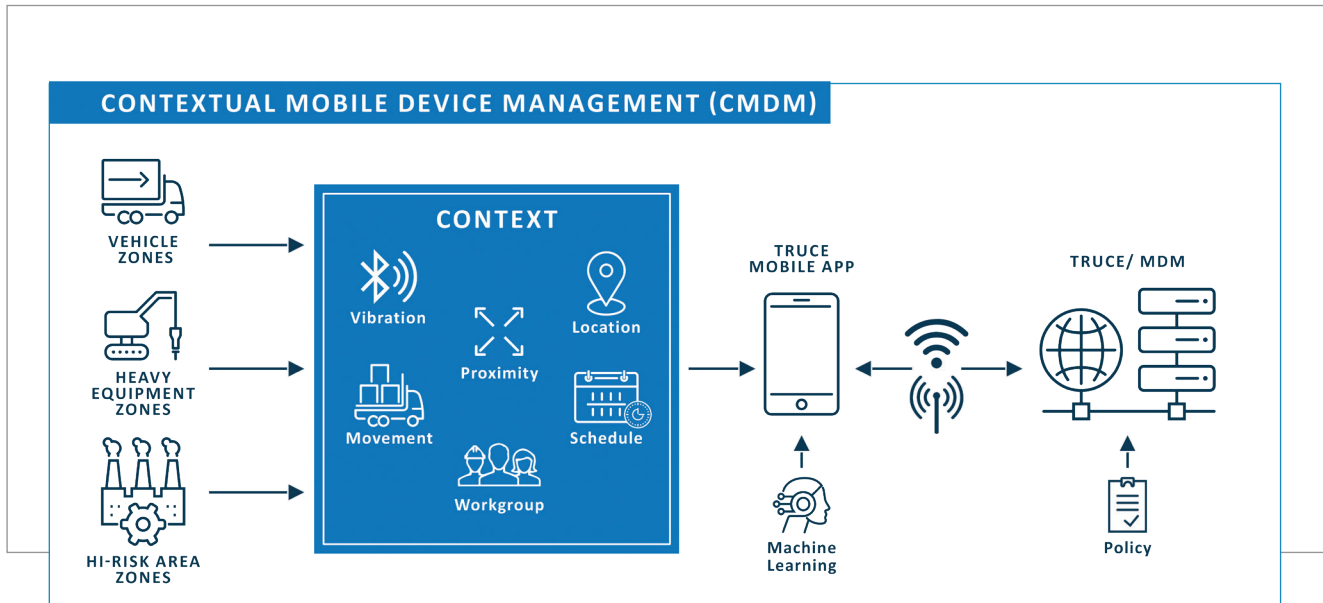 CONTEXTUAL MOBILE DEVICE MANAGEMENT (CMDM)
VEHICLE
ZONES
HEAVY
EQUIPMENT
ZONES
HI-RISK AREA
ZONES
CONTEXT
Vibration
Location
Proximity
Movement
Schedule
Workgroup
TRUCE
MOBILE APP
Machine
Learning
TRUCE/ MDM
Policy